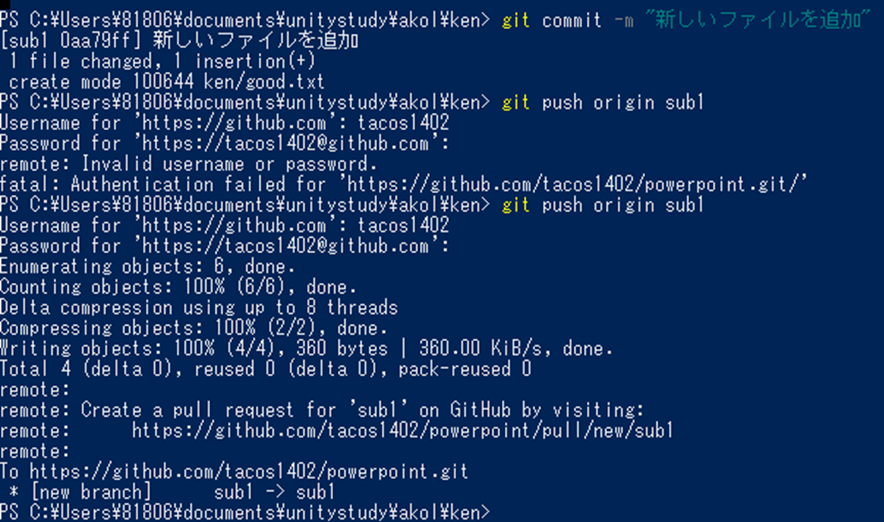 PS C:¥Users¥81806¥documents¥unitystudy¥akol¥ken> git commit -m "新しいファイルを追加"
[sub1 0aa79ff] 新しいファイルを追加
 1 file changed, 1 insertion(+)
 create mode 100644 ken/good.txt
PS C:¥Users¥81806¥documents¥unitystudy¥akol¥ken> git push origin sub1
Username for 'https://github.com': tacos1402
Password for 'https://tacos1402@github.com':
remote: Invalid username or password.
fatal: Authentication failed for 'https://github.com/tacos1402/powerpoint.git/'
PS C:¥Users¥81806¥documents¥unitystudy¥akol¥ken> git push origin sub1
Username for 'https://github.com': tacos1402
Password for 'https://tacos1402@github.com':
Enumerating objects: 6, done.
Counting objects: 100% (6/6), done.
Delta compression using up to 8 threads
Compressing objects: 100% (2/2), done.
Writing objects: 100% (4/4), 360 bytes | 360.00 KiB/s, done.
Total 4 (delta 0), reused 0 (delta 0), pack-reused 0
remote:
remote: Create a pull request for 'sub1' on GitHub by visiting:
remote:      https://github.com/tacos1402/powerpoint/pull/new/sub1
remote:
To https://github.com/tacos1402/powerpoint.git
 * [new branch]      sub1 -> sub1
PS C:¥Users¥81806¥documents¥unitystudy¥akol¥ken>